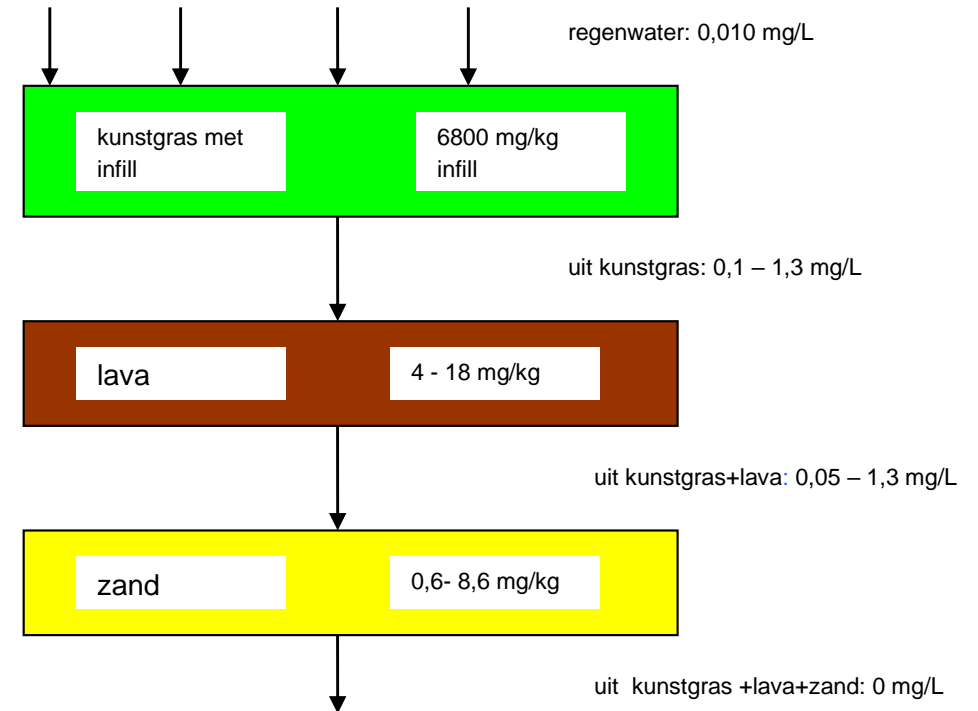 regenwater: 0,010 mg/L
kunstgras met
infill
6800 mg/kg
infill
uit kunstgras: 0,1 – 1,3 mg/L
lava
4 - 18 mg/kg
uit kunstgras+lava: 0,05 – 1,3 mg/L
zand
0,6- 8,6 mg/kg
uit kunstgras +lava+zand: 0 mg/L